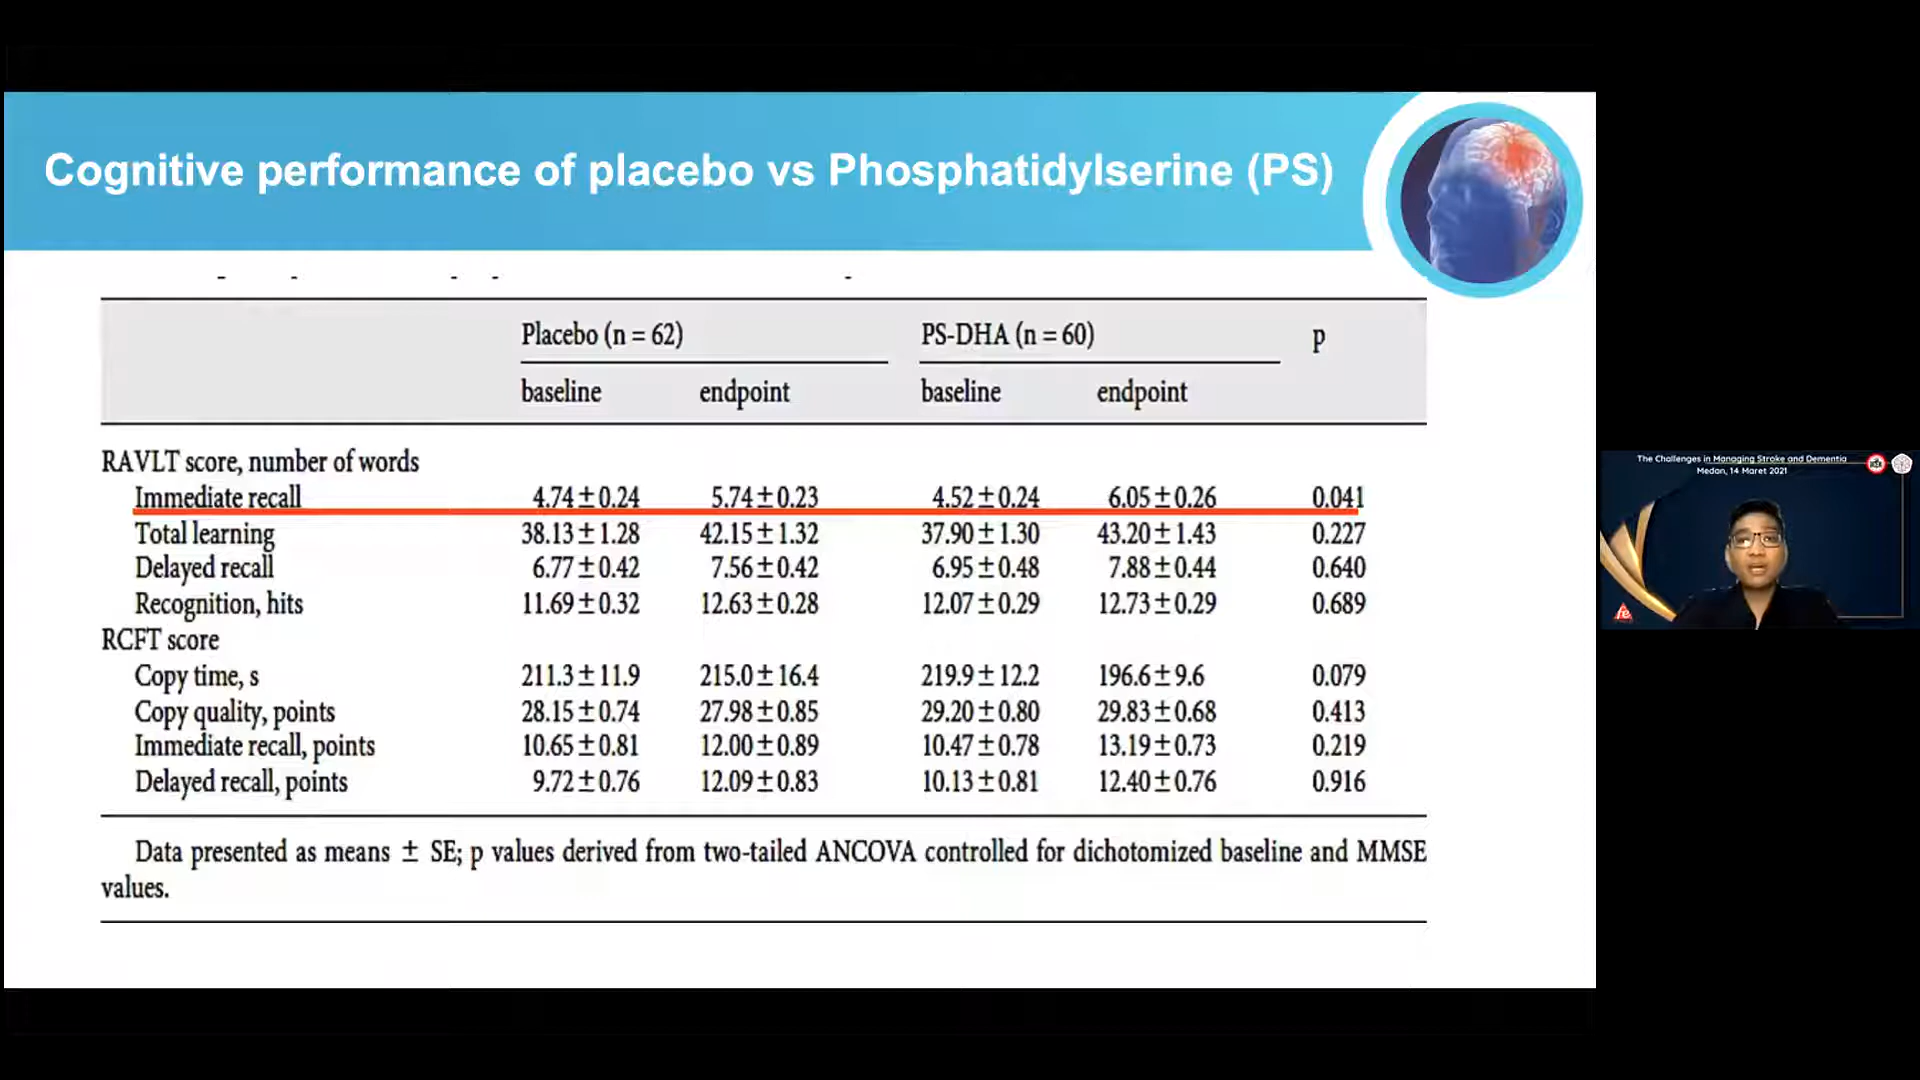 Cognitive performance of placebo vs Phosphatidylserine (PS)
Placebo (n = 62) PS-DHA (n = 60) p
baseline endpoint baseline endpoint
RAVLT score, number of words
Immediate recall 4.74 ± 0.24 5.74 ± 0.23 4.52 ± 0.24 6.05 ± 0.26 0.041
Total learning 38.13 ± 1.28 42.15 ± 1.32 37.90 ± 1.30 43.20 ± 1.43 0.227
Delayed recall 6.77 ± 0.42 7.56 ± 0.42 6.95 ± 0.48 7.88 ± 0.44 0.640
Recognition, hits 11.69 ± 0.32 12.63 ± 0.28 12.07 ± 0.29 12.73 ± 0.29 0.689
RCFT score
Copy time, s 211.3 ± 11.9 215.0 ± 16.4 219.9 ± 12.2 196.6 ± 9.6 0.079
Copy quality, points 28.15 ± 0.74 27.98 ± 0.85 29.20 ± 0.80 29.83 ± 0.68 0.413
Immediate recall, points 10.65 ± 0.81 12.00 ± 0.89 10.47 ± 0.78 13.19 ± 0.73 0.219
Delayed recall, points 9.72 ± 0.76 12.09 ± 0.83 10.13 ± 0.81 12.40 ± 0.76 0.916
Data presented as means ± SE; p values derived from two-tailed ANCOVA controlled for dichotomized baseline and MMSE
values.
The Challenges in Managing Stroke and Dementia
Medan, 14 Maret 2021